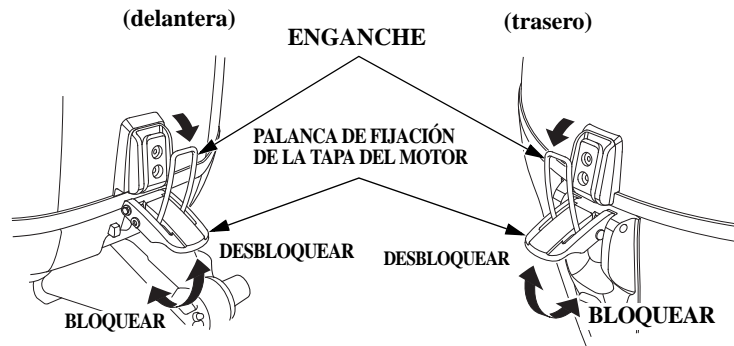 (delantera)
(trasero)
ENGANCHE
PALANCA DE FIJACIÓN
DE LA TAPA DEL MOTOR
DESBLOQUEAR
DESBLOQUEAR
BLOQUEAR
BLOQUEAR